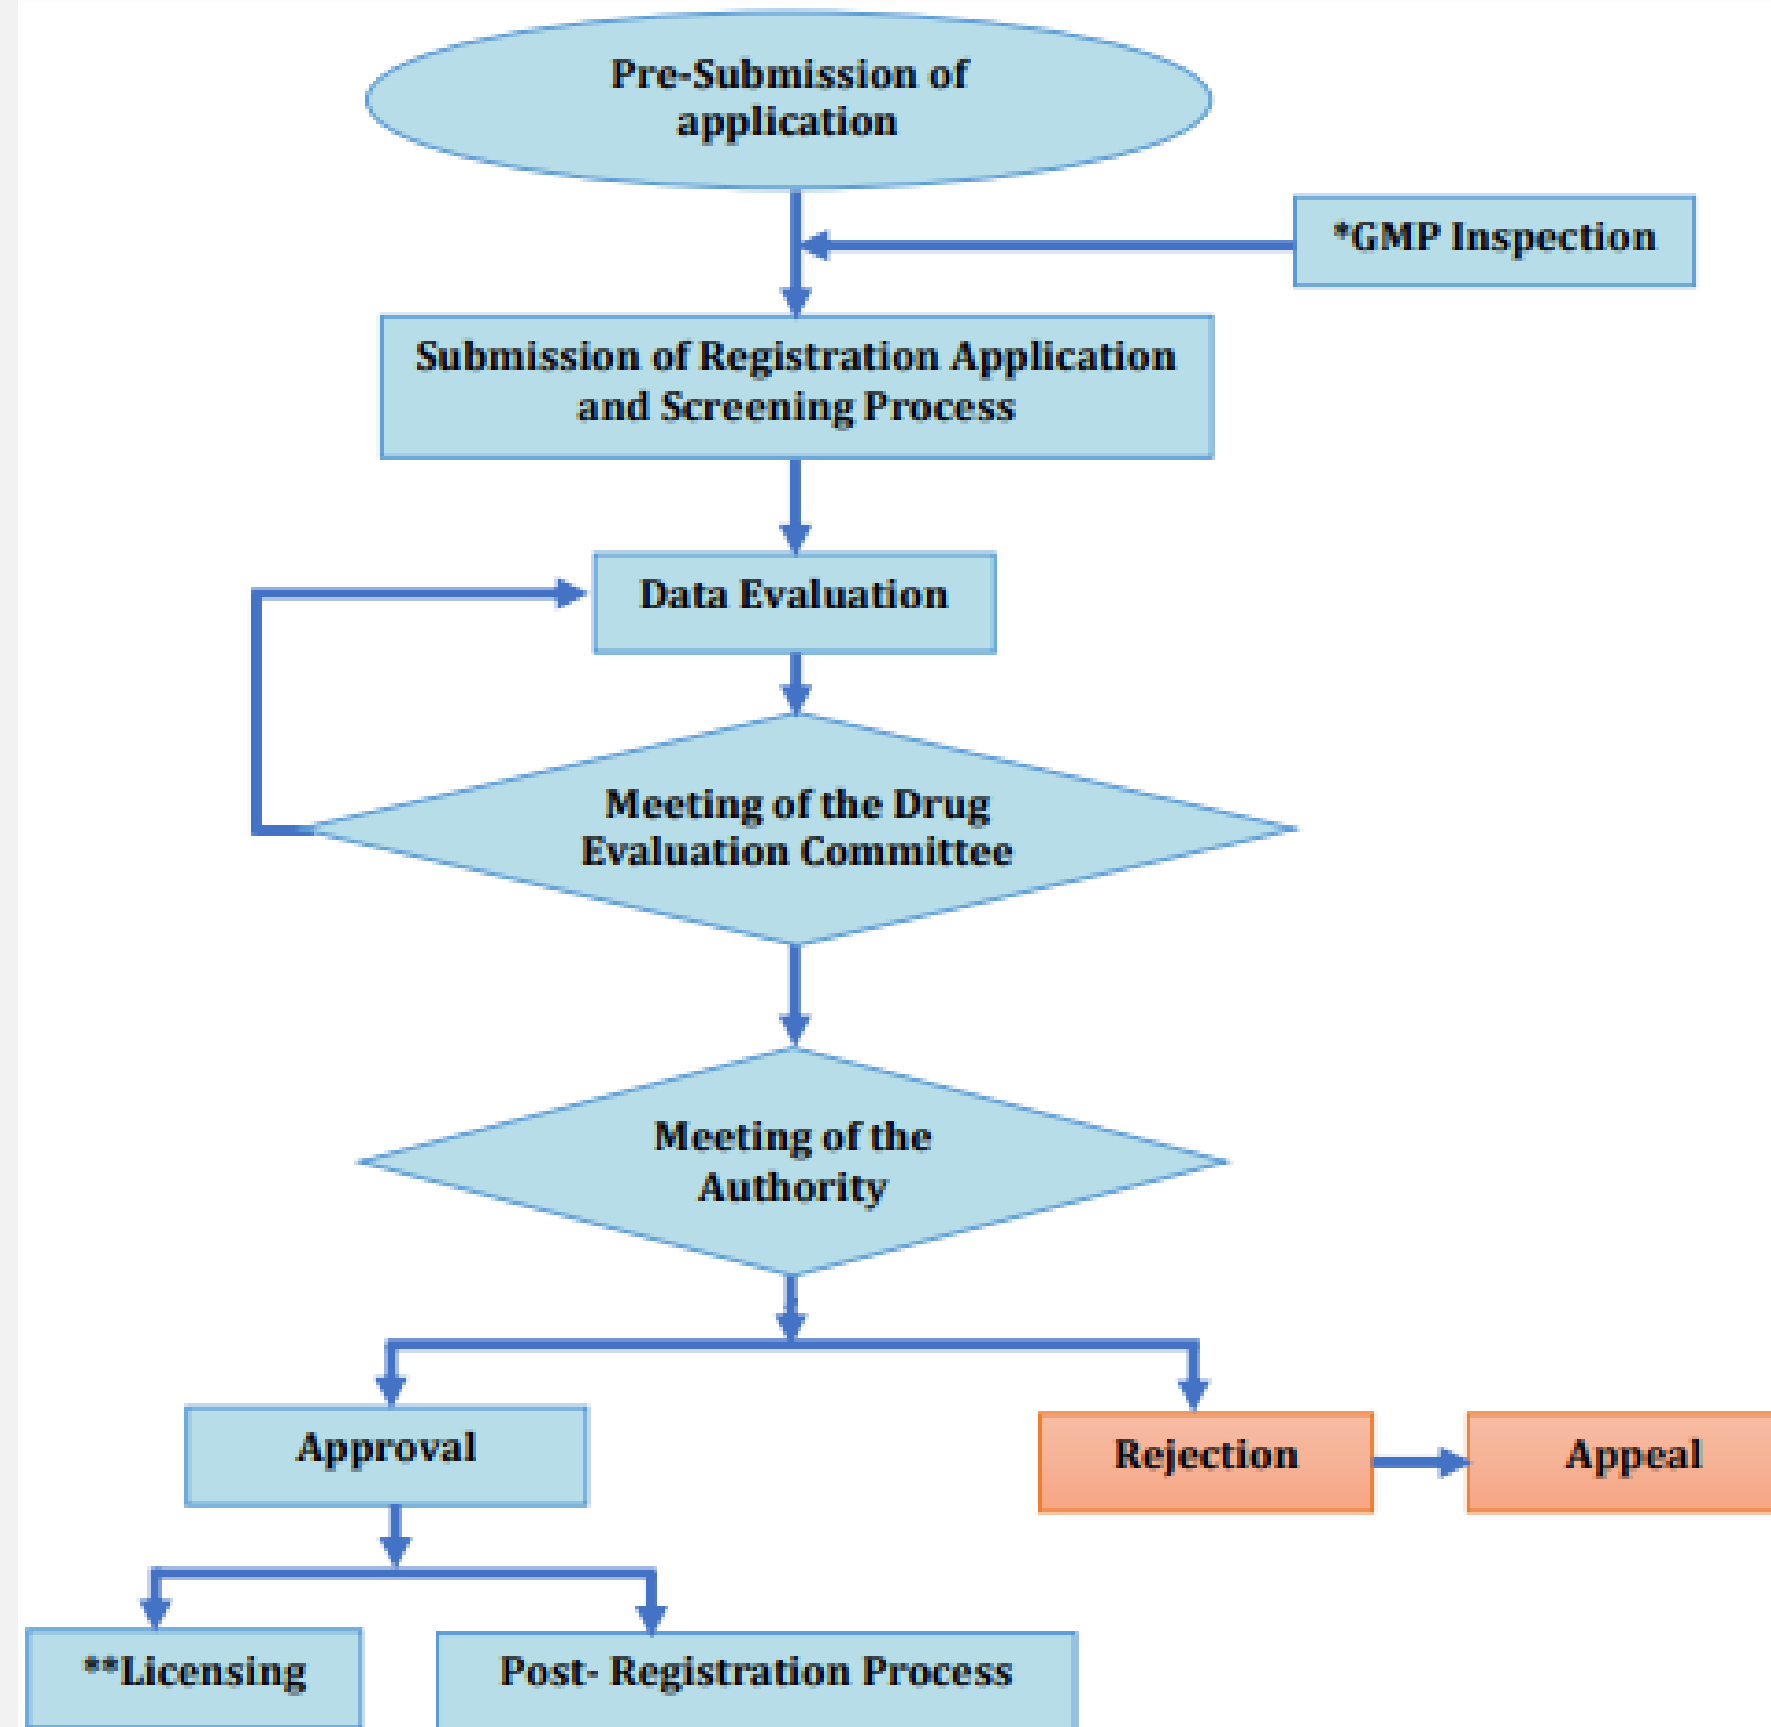 Pre-Submission of
application
*GMP Inspection
Submission of Registration Application
and Screening Process
Data Evaluation
Meeting of the Drug
Evaluation Committee
Meeting of the
Authority
Approval
Rejection
Appeal
**Licensing
Post- Registration Process